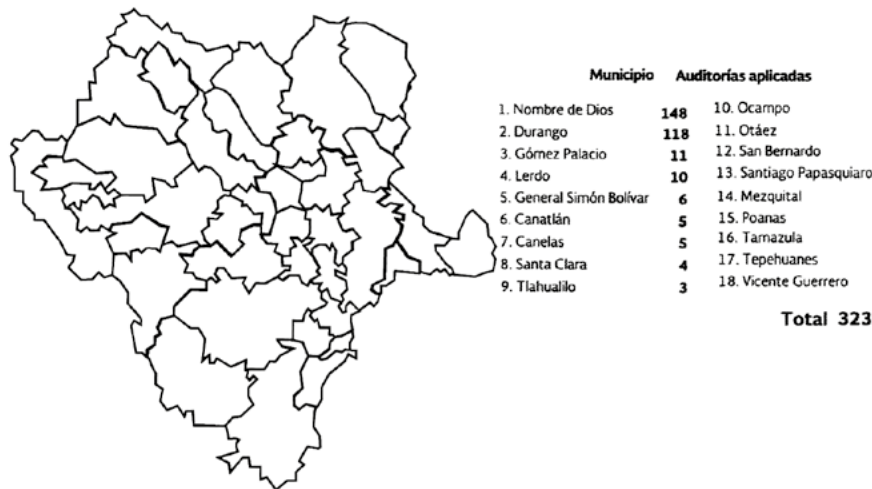 Municipio Auditorías aplicadas
1. Nombre de Dios 148 10. Ocampo
2. Durango 118 11. Otáez
3. Gómez Palacio 11 12. San Bernardo
4. Lerdo 10 13. Santiago Papasquiaro
5. General Simón Bolívar 6 14. Mezquital
6. Canatlán 5 15. Poanas
7. Canelas 5 16. Tamazula
8. Santa Clara 4 17. Tepehuanes
9. Tlahualilo 3 18. Vicente Guerrero
Total 323